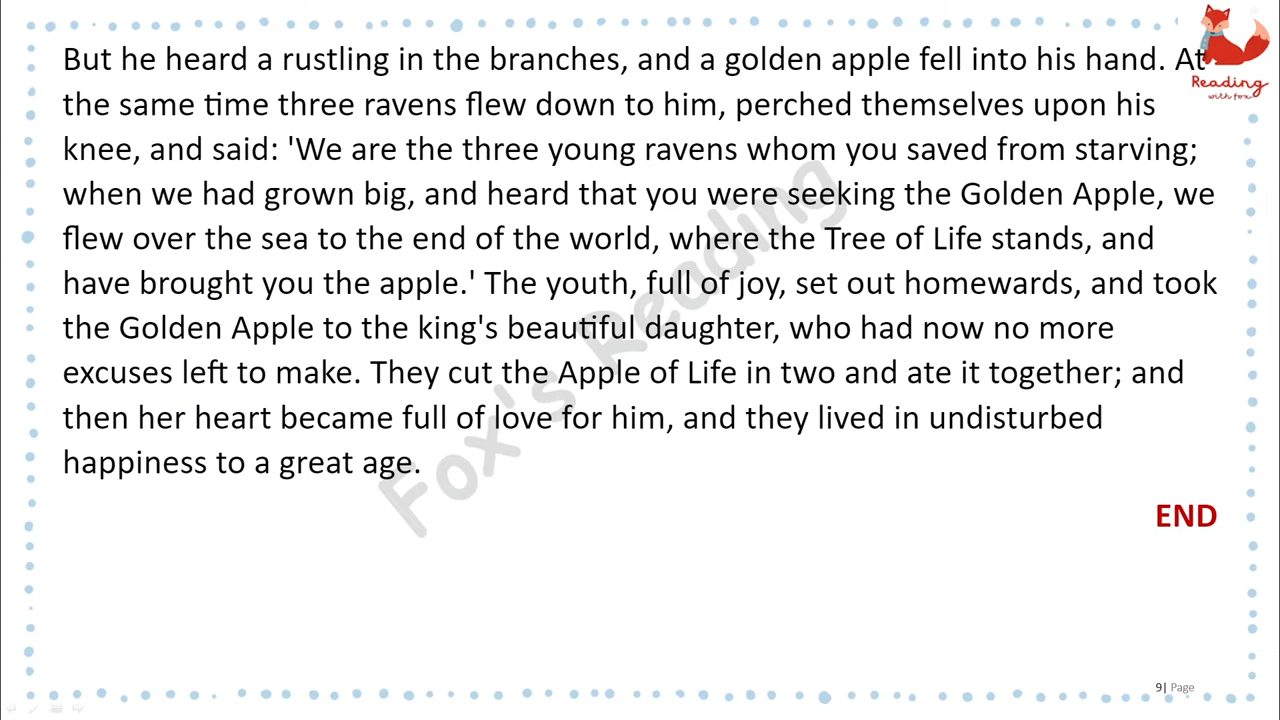 But he heard a rustling in the branches, and a golden apple fell into his hand. At
the same time three ravens flew down to him, perched themselves upon his
knee, and said: 'We are the three young ravens whom you saved from starving;
when we had grown big, and heard that you were seeking the Golden Apple, we
flew over the sea to the end of the world, where the Tree of Life stands, and
have brought you the apple.' The youth, full of joy, set out homewards, and took
the Golden Apple to the king's beautiful daughter, who had now no more
excuses left to make. They cut the Apple of Life in two and ate it together; and
then her heart became full of love for him, and they lived in undisturbed
happiness to a great age.
END
Reading
with fox
Fox's Reading
9| Page